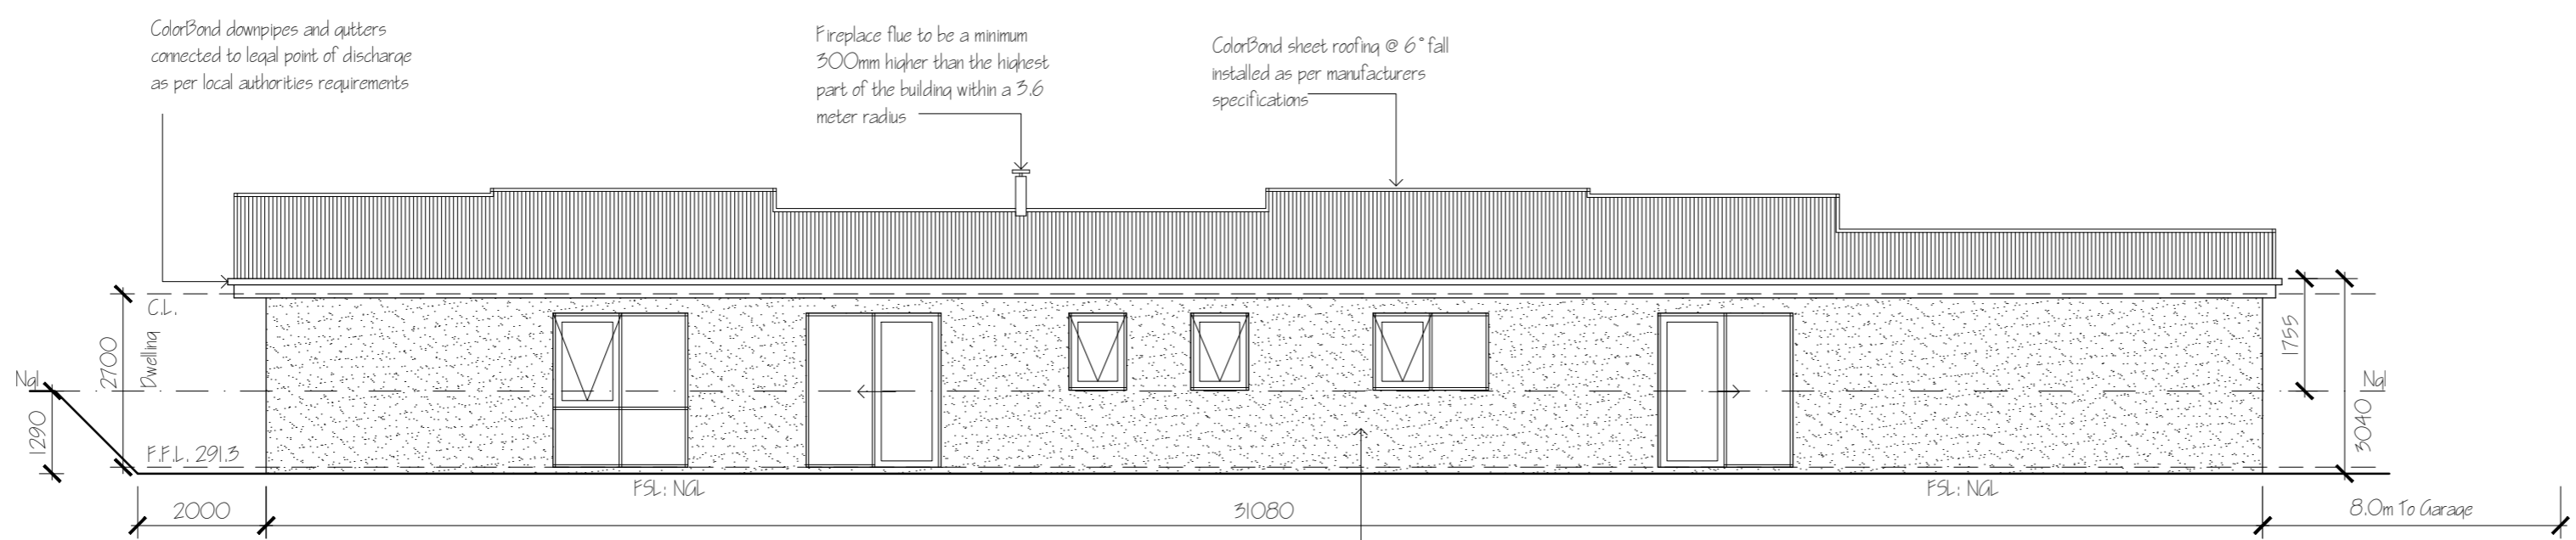 ColorBond downpipes and gutters
connected to legal point of discharge
as per local authorities requirements
Fireplace flue to be a minimum
300mm higher than the highest
part of the building within a 3.6
meter radius
ColorBond sheet roofing @ 6° fall
installed as per manufacturers
specifications
C.L.
Dwelling
2700
Ngl
1290
F.F.L. 291.3
1755
Ngl
3040
FSL: NGL
FSL: NGL
2000
31080
8.0m To Garage